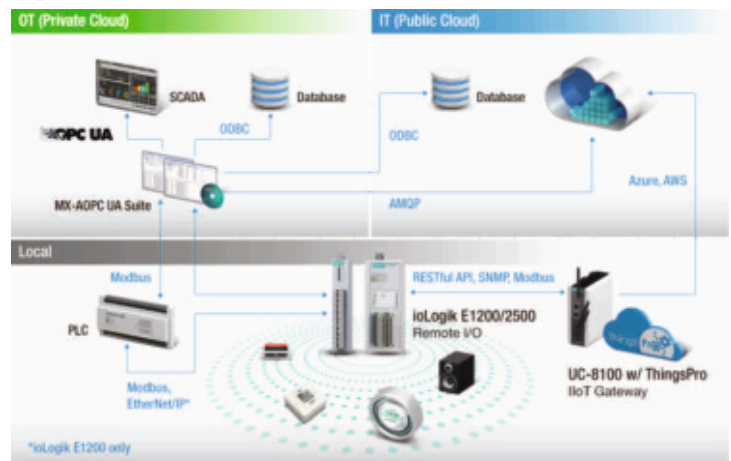 OT (Private Cloud)
IT (Public Cloud)
SCADA
Database
Database
OPC UA
ODBC
ODBC
MX-AOPC UA Suite
AMQP
Azure, AWS
Local
Modbus
RESTful API, SNMP, Modbus
PLC
ioLogik E1200/2500
Remote I/O
Things
Pro
Modbus,
EtherNet/IP*
UC-8100 w/ ThingsPro
IIoT Gateway
*ioLogik E1200 only